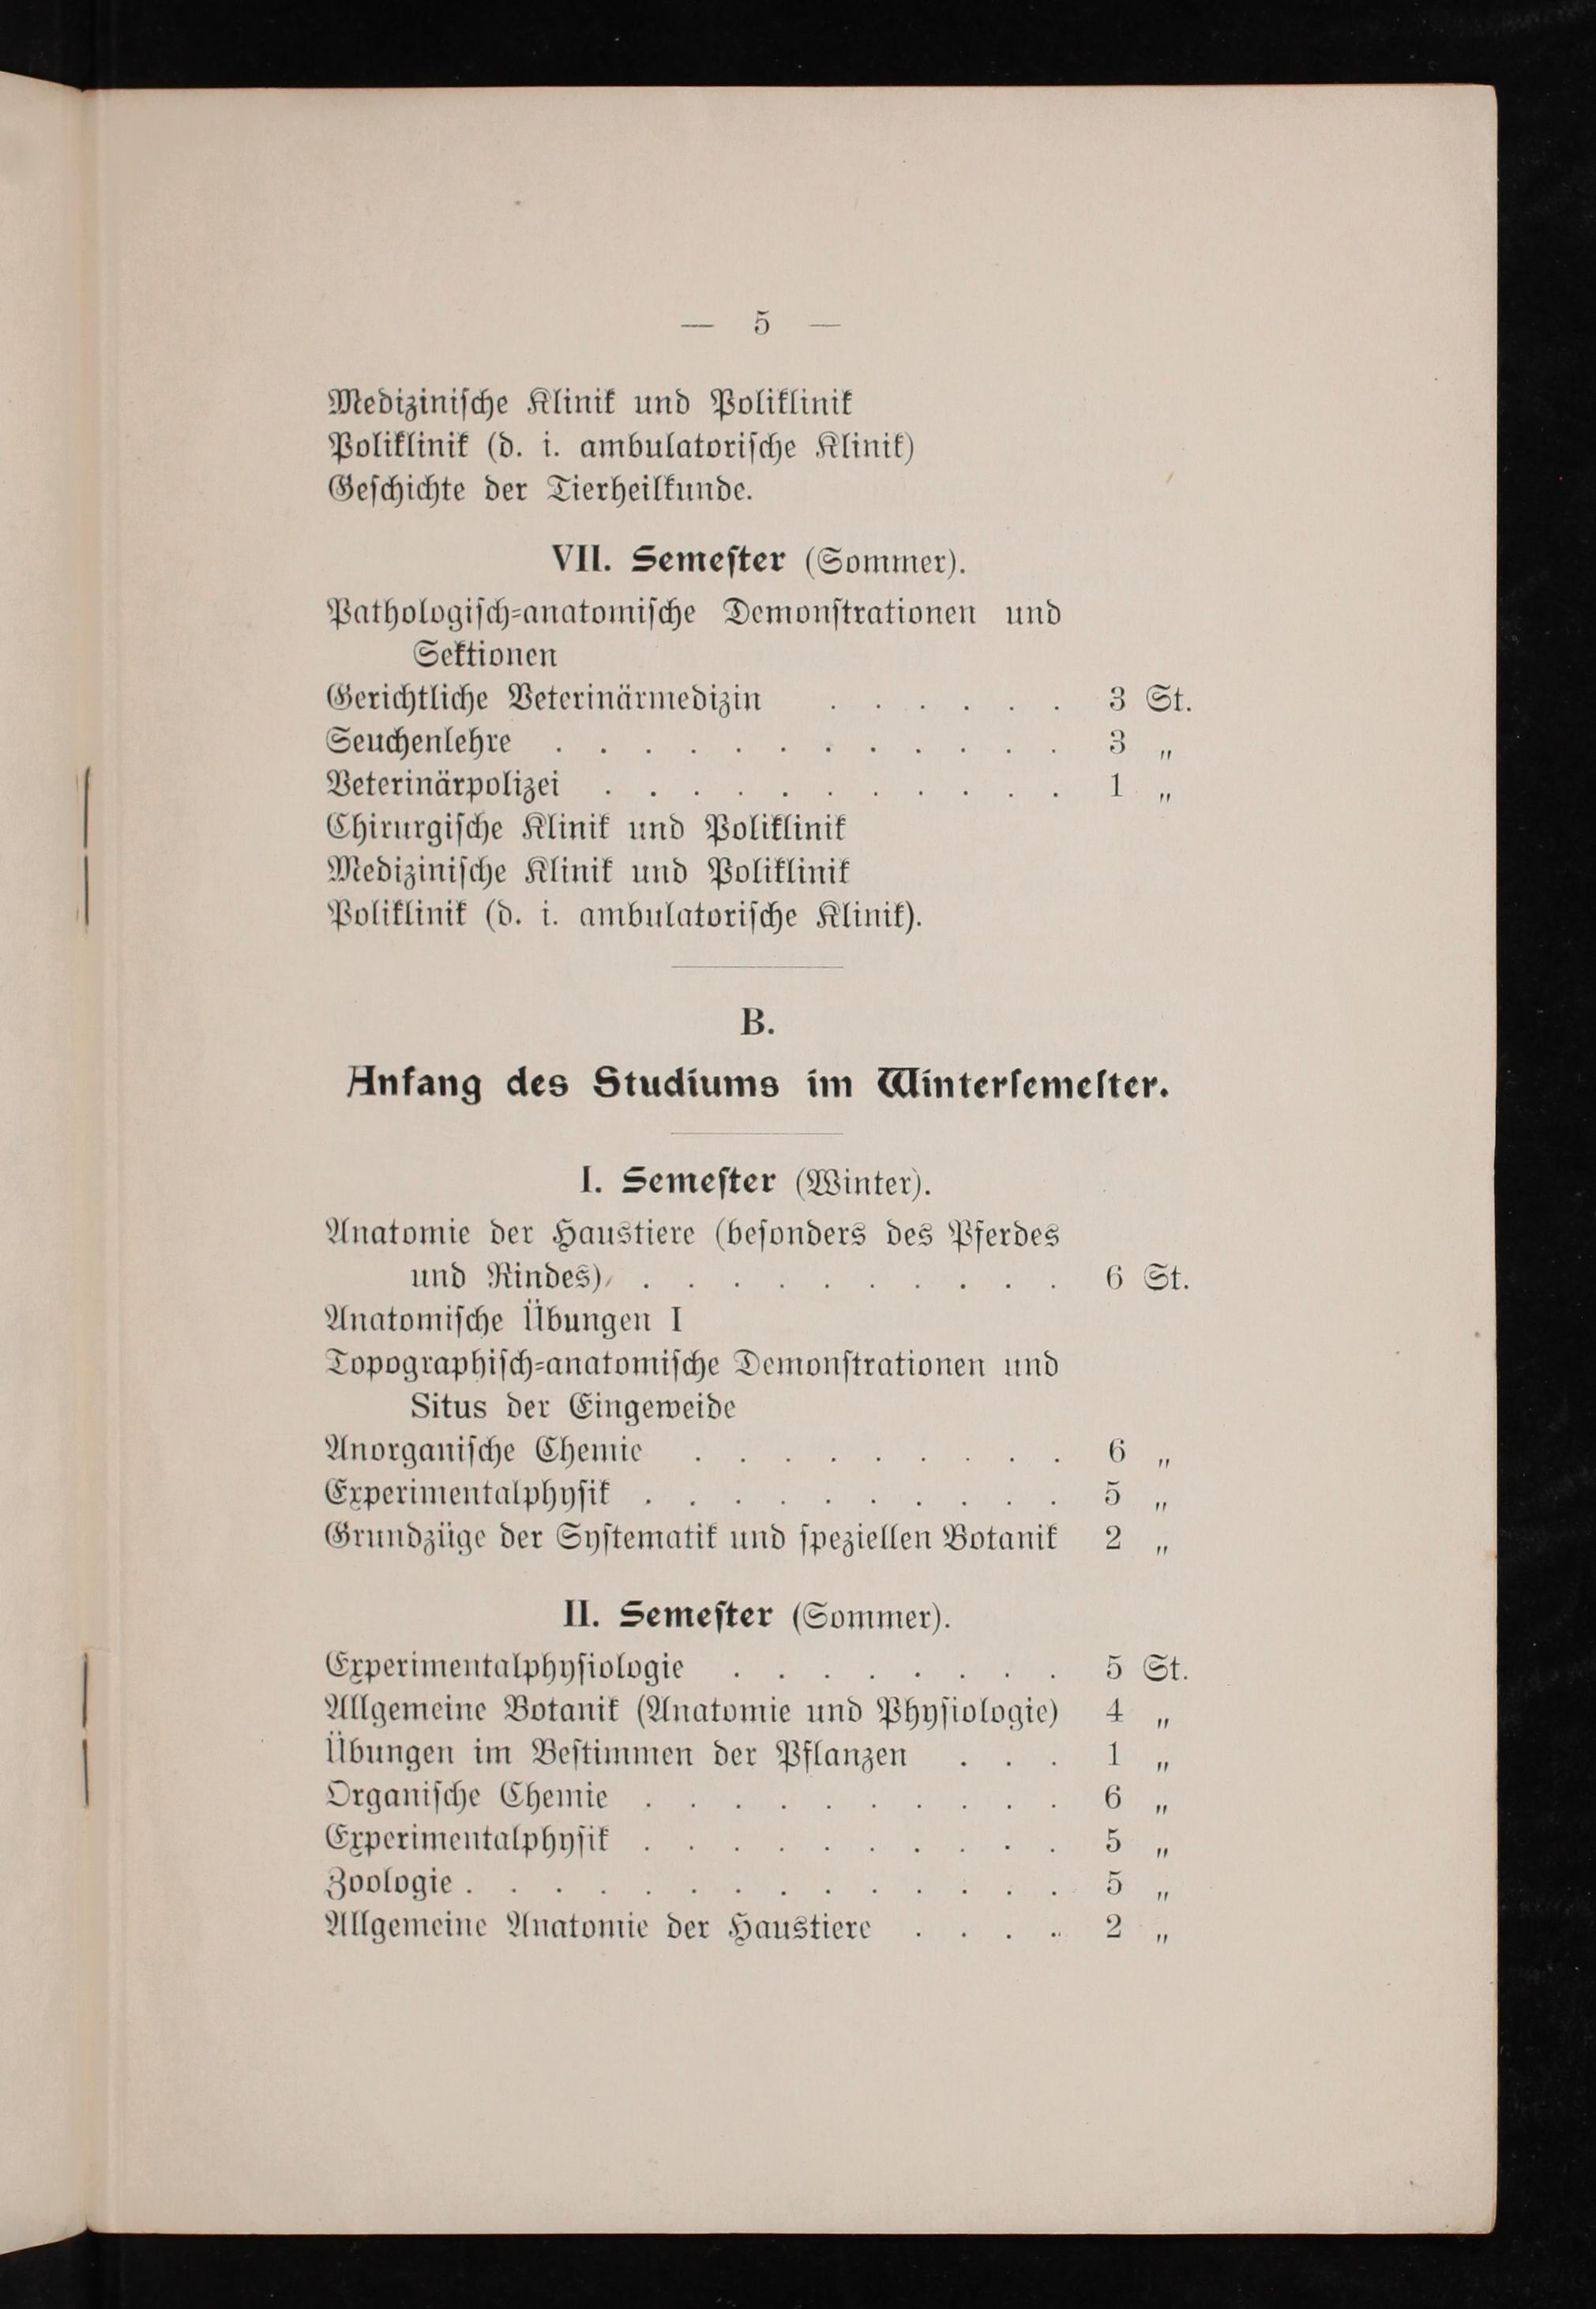 — 5 —
Medizinische Klinik und Poliklinik
Poliklinik (d. i. ambulatorische Klinik)
Geschichte der Tierheilkunde.
VII. Semester (Sommer).
Pathologisch-anatomische Demonstrationen und
Sektionen
Gerichtliche Veterinärmedizin . . . . . . 3 St.
Seuchenlehre . . . . . . . . . . . . 3 „
Veterinärpolizei . . . . . . . . . . . 1 „
Chirurgische Klinik und Poliklinik
Medizinische Klinik und Poliklinik
Poliklinik (d. i. ambulatorische Klinik).
B.
Anfang des Studiums im Wintersemester.
I. Semester (Winter).
Anatomie der Haustiere (besonders des Pferdes
und Rindes), . . . . . . . . . . 6 St.
Anatomische Übungen I
Topographisch-anatomische Demonstrationen und
Situs der Eingeweide
Anorganische Chemie . . . . . . . . . 6 „
Experimentalphysik . . . . . . . . . . 5 „
Grundzüge der Systematik und speziellen Botanik 2 „
II. Semester (Sommer).
Experimentalphysiologie . . . . . . . . 5 St.
Allgemeine Botanik (Anatomie und Physiologie) 4 „
Übungen im Bestimmen der Pflanzen . . . 1 „
Organische Chemie . . . . . . . . . . 6 „
Experimentalphysik . . . . . . . . . . 5 „
Zoologie . . . . . . . . . . . . . . 5 „
Allgemeine Anatomie der Haustiere . . . . 2 „